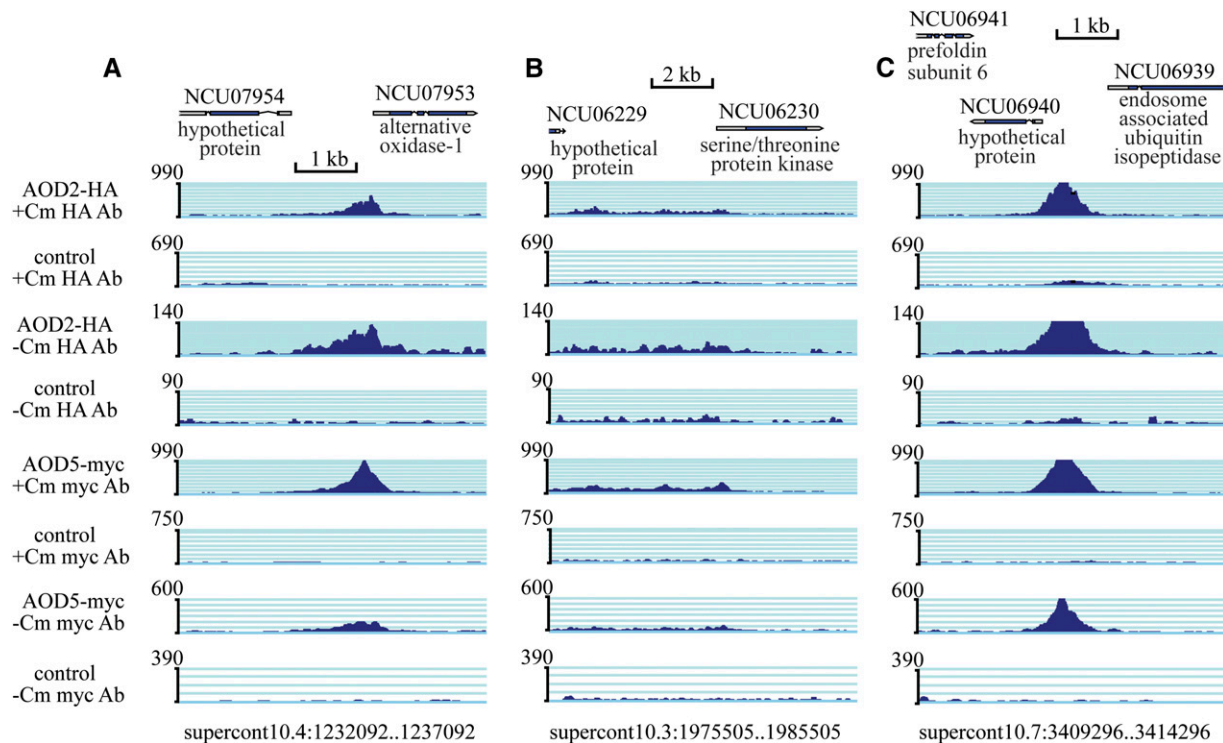 A
NCU07954
hypothetical
protein
NCU07953
alternative
oxidase-1
1 kb
B
2 kb
NCU06229
hypothetical
protein
NCU06230
serine/threonine
protein kinase
C
NCU06941
prefoldin
subunit 6
1 kb
NCU06940
hypothetical
protein
NCU06939
endosome
associated
ubiquitin
isopeptidase
AOD2-HA
+Cm HA Ab
990
990
990
control
+Cm HA Ab
690
690
690
AOD2-HA
-Cm HA Ab
140
140
140
control
-Cm HA Ab
90
90
90
AOD5-myc
+Cm myc Ab
990
990
990
control
+Cm myc Ab
750
750
750
AOD5-myc
-Cm myc Ab
600
600
600
control
-Cm myc Ab
390
390
390
supercont10.4:1232092..1237092
supercont10.3:1975505..1985505
supercont10.7:3409296..3414296